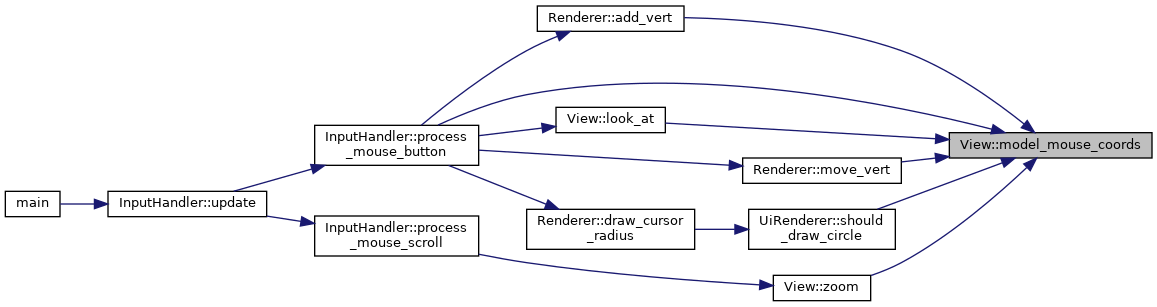 Renderer::add_vert
View::look_at
InputHandler::process
_mouse_button
View::model_mouse_coords
Renderer::move_vert
main
InputHandler::update
Renderer::draw_cursor
_radius
UiRenderer::should
_draw_circle
InputHandler::process
_mouse_scroll
View::zoom